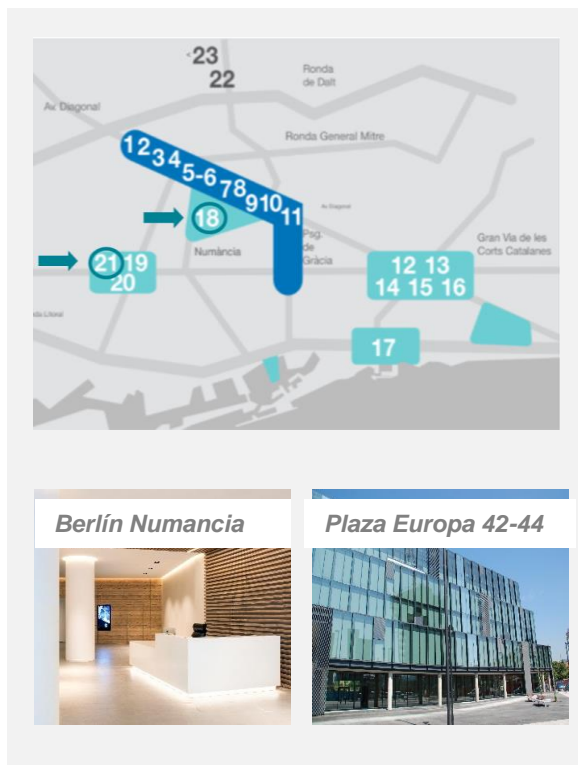 23
22
Ronda
de Dalt
Av Diagonal
Ronda General Mitre
1 2 3 4 5-6 7 8 9 10 11
Av Diagonal
18
Psg.
de
Gràcia
Numància
Gran Via de les
Corts Catalanes
21 19
20
12 13
14 15 16
nda Litoral
17
Berlín Numancia
Plaza Europa 42-44